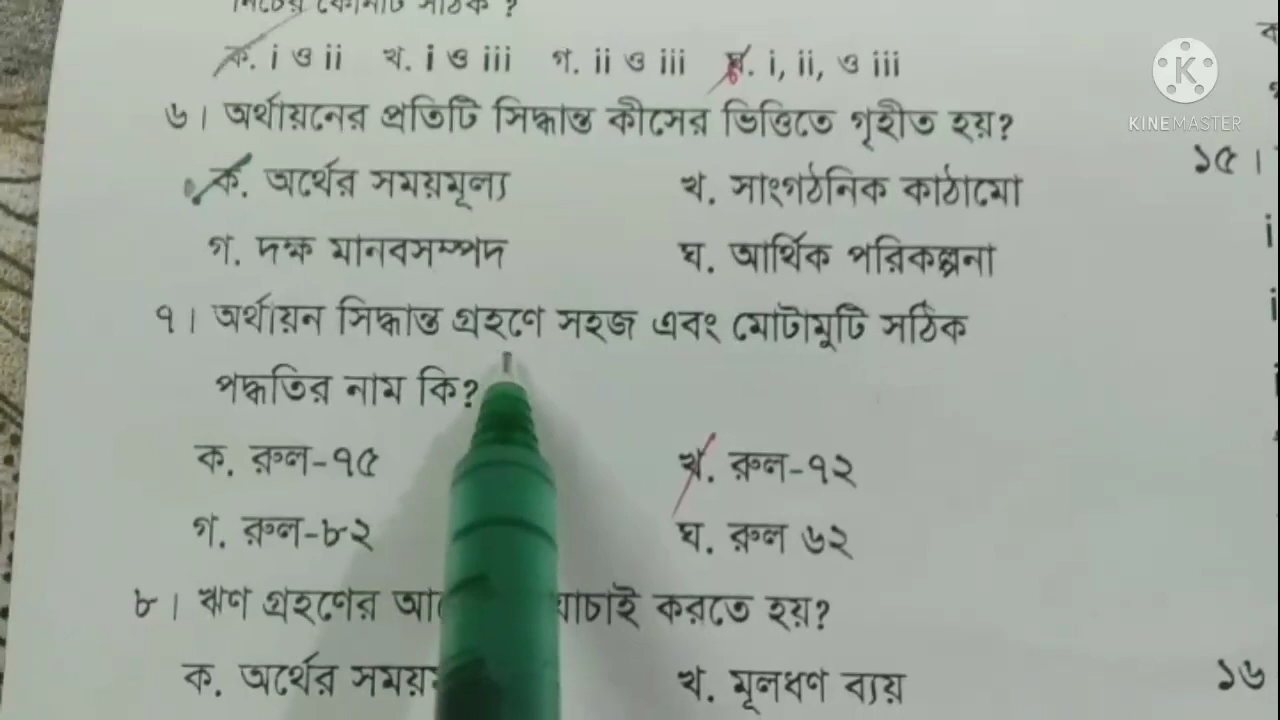 নিচের কোনটি সঠিক ?
ক. i ও ii খ. i ও iii গ. ii ও iii ঘ. i, ii, ও iii
৬। অর্থায়নের প্রতিটি সিদ্ধান্ত কীসের ভিত্তিতে গৃহীত হয়?
ক. অর্থের সময়মূল্য খ. সাংগঠনিক কাঠামো
গ. দক্ষ মানবসম্পদ ঘ. আর্থিক পরিকল্পনা
৭। অর্থায়ন সিদ্ধান্ত গ্রহণে সহজ এবং মোটামুটি সঠিক
পদ্ধতির নাম কি?
ক. রুল-৭৫ খ. রুল-৭২
গ. রুল-৮২ ঘ. রুল ৬২
৮। ঋণ গ্রহণের যাচাই করতে হয়?
ক. অর্থের খ. মূলধণ ব্যয়
১৫।
১৬
KINEMASTER